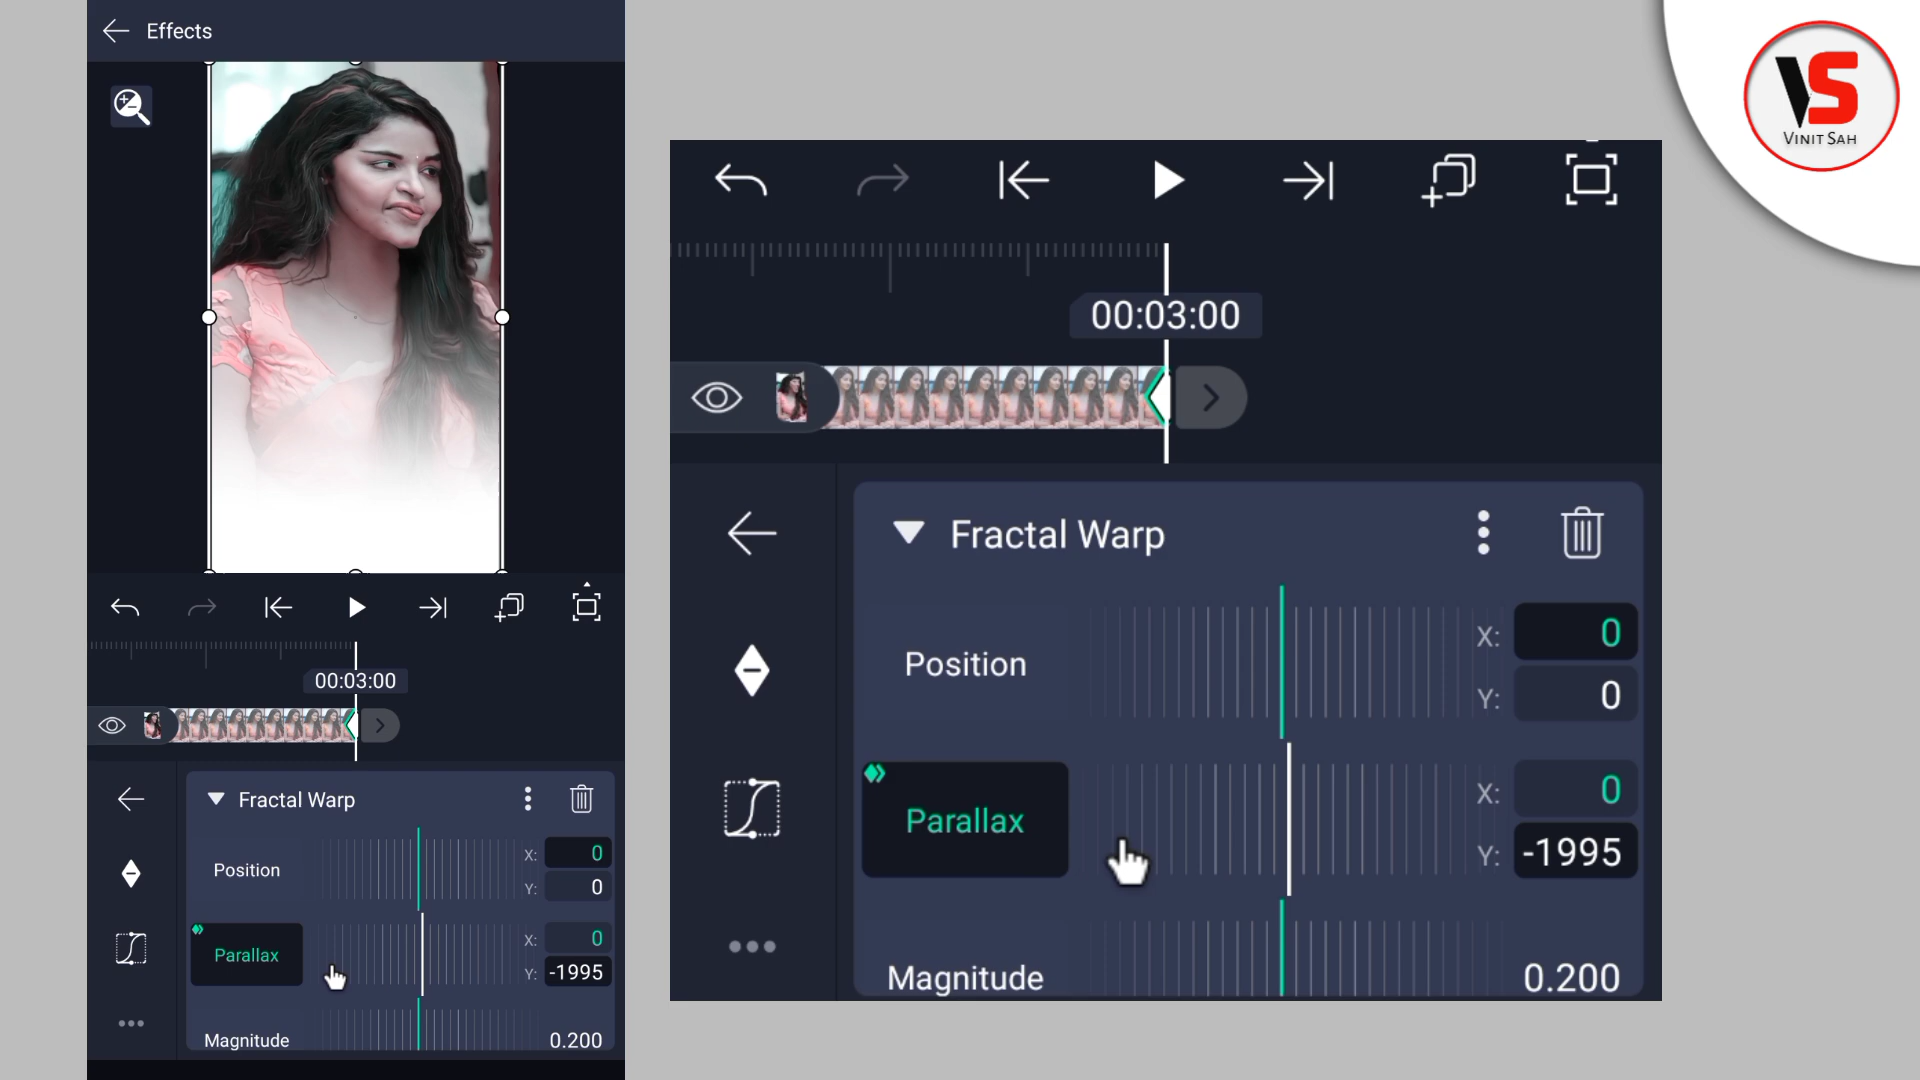 Effects
00:03:00
Fractal Warp
Position
X: 0
Y: 0
Parallax
X: 0
Y: -1995
Magnitude 0.200
00:03:00
Fractal Warp
Position
X: 0
Y: 0
Parallax
X: 0
Y: -1995
Magnitude 0.200
VS
VINIT SAH